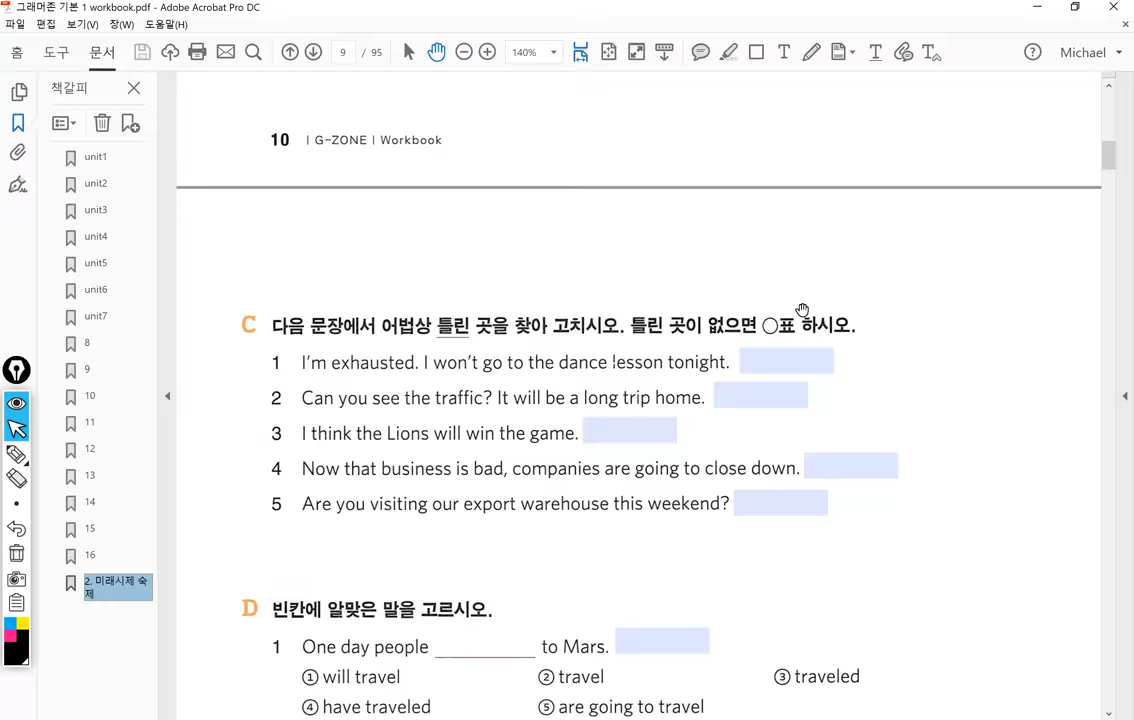 그래머존 기본 1 workbook.pdf - Adobe Acrobat Pro DC
파일 편집 보기(V) 창(W) 도움말(H)
홈 도구 문서 9 / 95 140% Michael
책갈피
unit1
unit2
unit3
unit4
unit5
unit6
unit7
8
9
10
11
12
13
14
15
16
2. 미래시제 숙
제
10 | G-ZONE | Workbook
C 다음 문장에서 어법상 틀린 곳을 찾아 고치시오. 틀린 곳이 없으면 ○표 하시오.
1 I'm exhausted. I won't go to the dance lesson tonight.
2 Can you see the traffic? It will be a long trip home.
3 I think the Lions will win the game.
4 Now that business is bad, companies are going to close down.
5 Are you visiting our export warehouse this weekend?
D 빈칸에 알맞은 말을 고르시오.
1 One day people __________ to Mars.
① will travel ② travel ③ traveled
④ have traveled ⑤ are going to travel